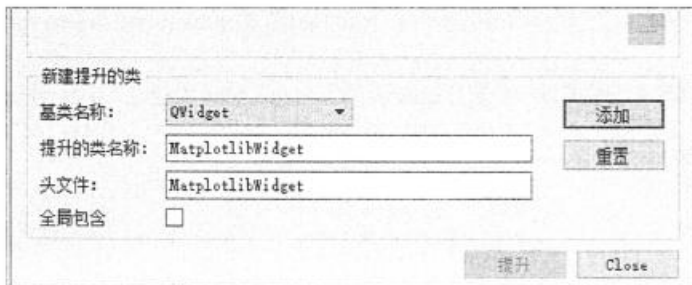 新建提升的类
基类名称： QWidget
添加
提升的类名称： MatplotlibWidget
重置
头文件： MatplotlibWidget
全局包含
提升 Close